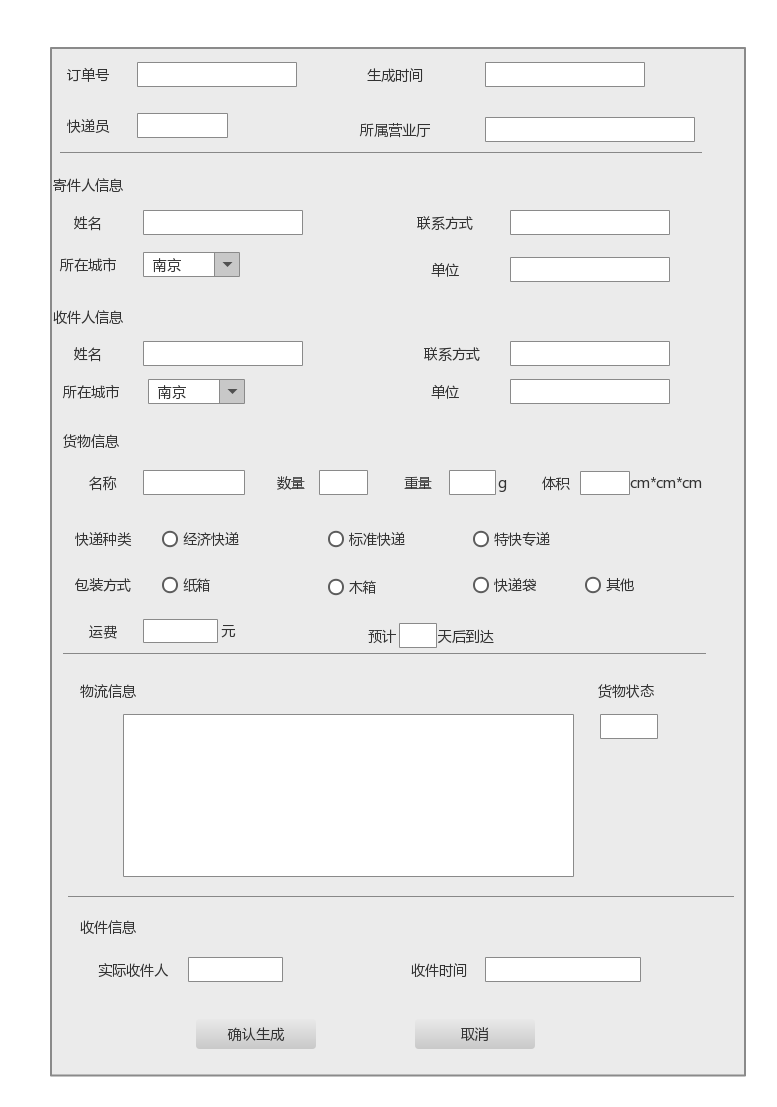 订单号 生成时间
快递员 所属营业厅
寄件人信息
姓名 联系方式
所在城市 南京 单位
收件人信息
姓名 联系方式
所在城市 南京 单位
货物信息
名称 数量 重量 g 体积 cm*cm*cm
快递种类 经济快递 标准快递 特快专递
包装方式 纸箱 木箱 快递袋 其他
运费 元 预计 天后到达
物流信息 货物状态
收件信息
实际收件人 收件时间
确认生成 取消